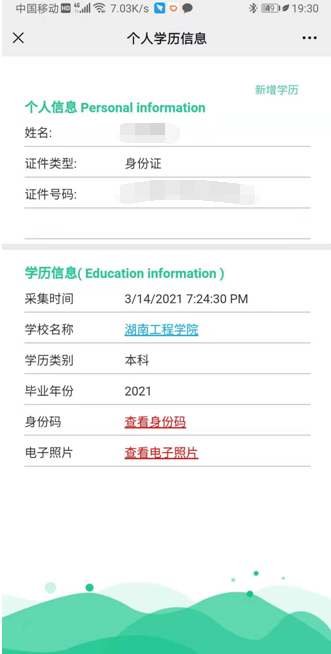 中国移动 HD 4G 7.03K/s 49 19:30
个人学历信息
新增学历
个人信息 Personal information
姓名:
证件类型: 身份证
证件号码:
学历信息( Education information )
采集时间 3/14/2021 7:24:30 PM
学校名称 湖南工程学院
学历类别 本科
毕业年份 2021
身份码 查看身份码
电子照片 查看电子照片